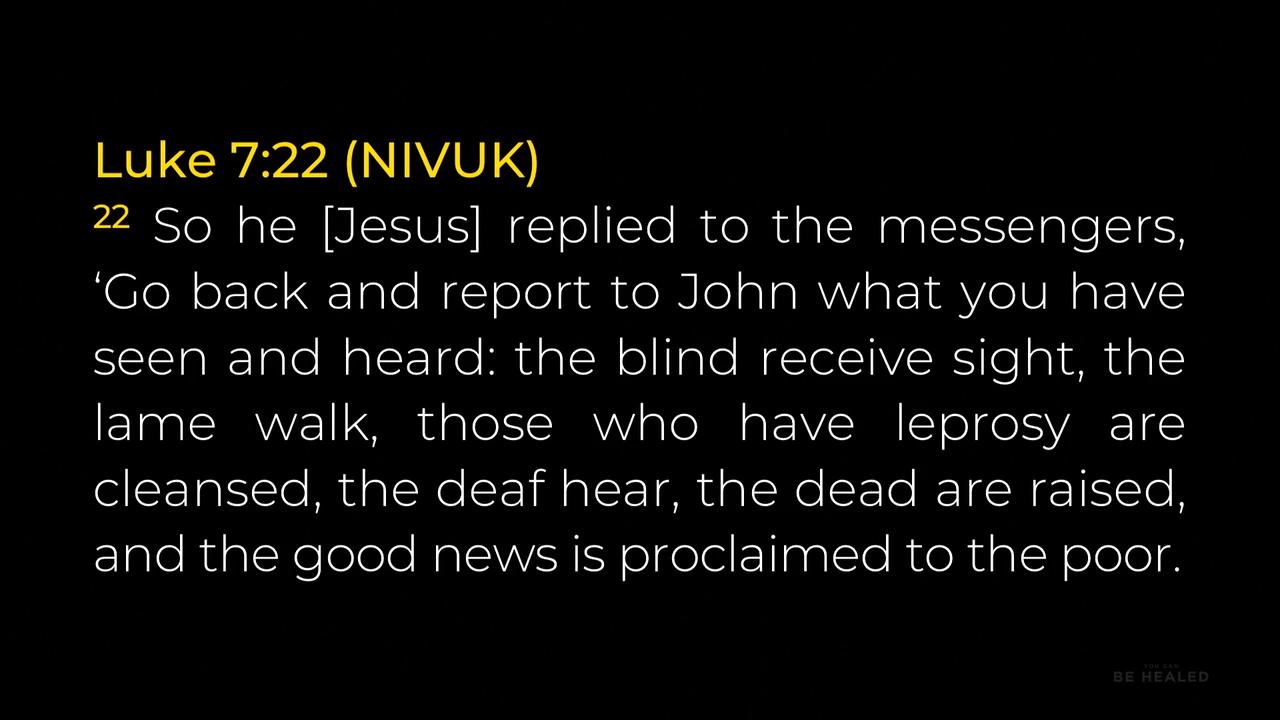 Luke 7:22 (NIVUK)
22 So he [Jesus] replied to the messengers,
‘Go back and report to John what you have
seen and heard: the blind receive sight, the
lame walk, those who have leprosy are
cleansed, the deaf hear, the dead are raised,
and the good news is proclaimed to the poor.
YOU CAN
BE HEALED